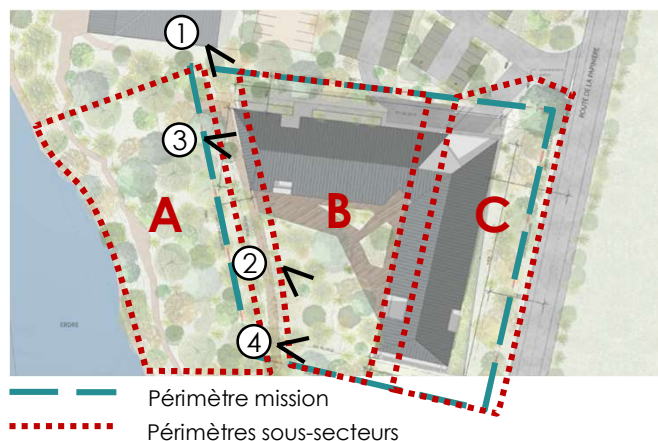 1
ROUTE DE LA PAPINIÈRE
3
A
B
C
2
4
ERDRE
Périmètre mission
Périmètres sous-secteurs